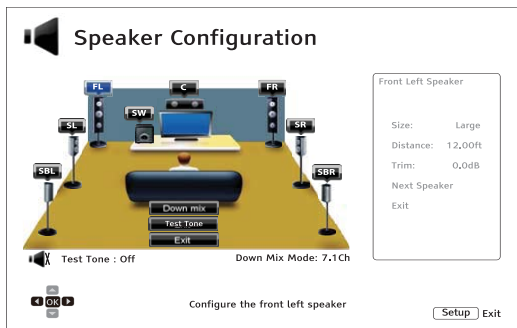 Speaker Configuration
FL
C
FR
SW
SL
SR
SBL
SBR
Down mix
Test Tone
Exit
Test Tone : Off
Down Mix Mode: 7.1Ch
Front Left Speaker
Size: Large
Distance: 12.00ft
Trim: 0.0dB
Next Speaker
Exit
OK
Configure the front left speaker
Setup Exit